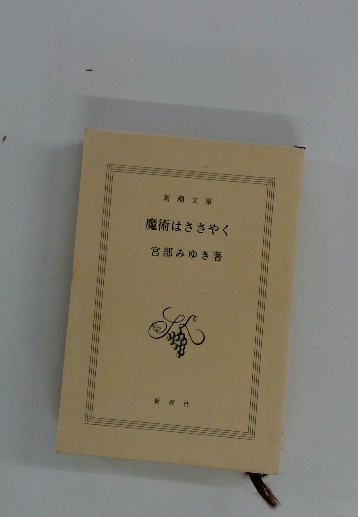 新潮文庫
魔術はささやく
宮部みゆき著
新潮社